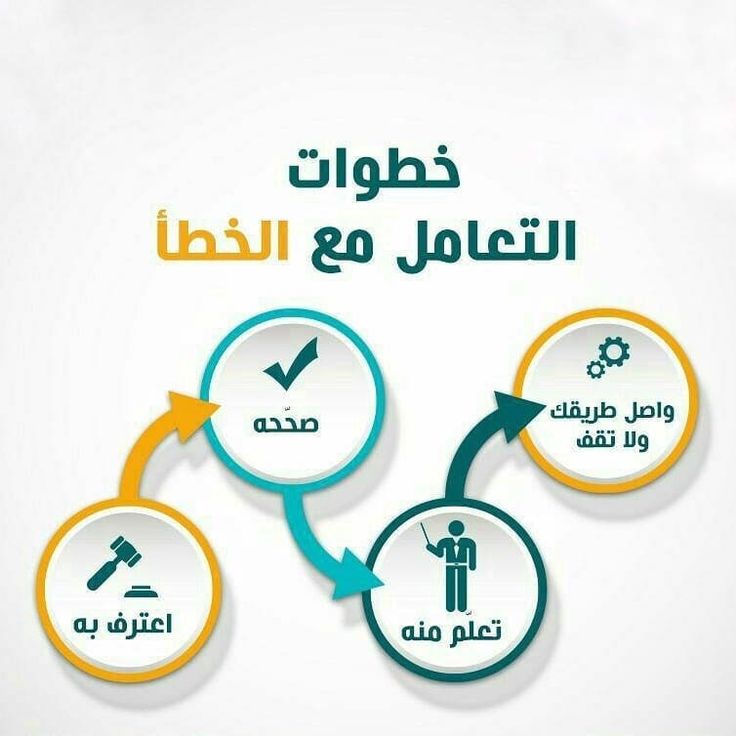 خطوات
التعامل مع الخطأ
اعترف به
صحّحه
تعلّم منه
واصل طريقك
ولا تقف